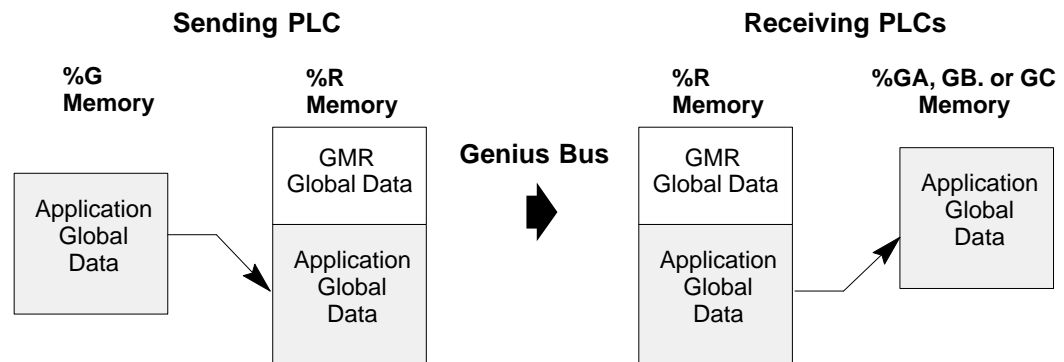 Sending PLC
Receiving PLCs
%G
Memory
%R
Memory
%R
Memory
%GA, GB. or GC
Memory
Application
Global
Data
GMR
Global Data
Application
Global
Data
Genius Bus
GMR
Global Data
Application
Global
Data
Application
Global
Data